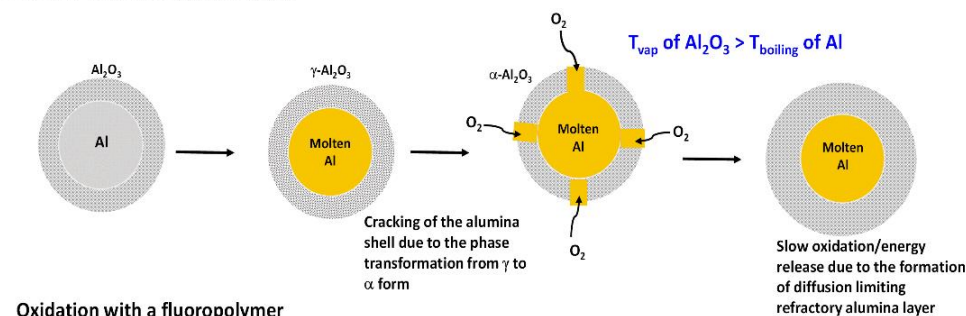 O₂
T_vap of Al₂O₃ > T_boiling of Al
Al₂O₃
γ-Al₂O₃
α-Al₂O₃
Al
Molten
Al
O₂
Molten
Al
O₂
Molten
Al
O₂
Cracking of the alumina
shell due to the phase
transformation from γ to
α form
Slow oxidation/energy
release due to the formation
of diffusion limiting
refractory alumina layer
Oxidation with a fluoropolymer